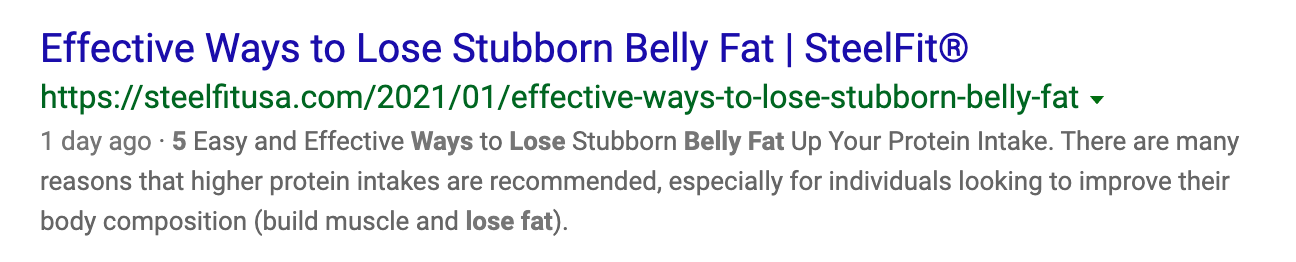 Effective Ways to Lose Stubborn Belly Fat | SteelFit®
https://steelfitusa.com/2021/01/effective-ways-to-lose-stubborn-belly-fat
1 day ago · 5 Easy and Effective Ways to Lose Stubborn Belly Fat Up Your Protein Intake. There are many
reasons that higher protein intakes are recommended, especially for individuals looking to improve their
body composition (build muscle and lose fat).